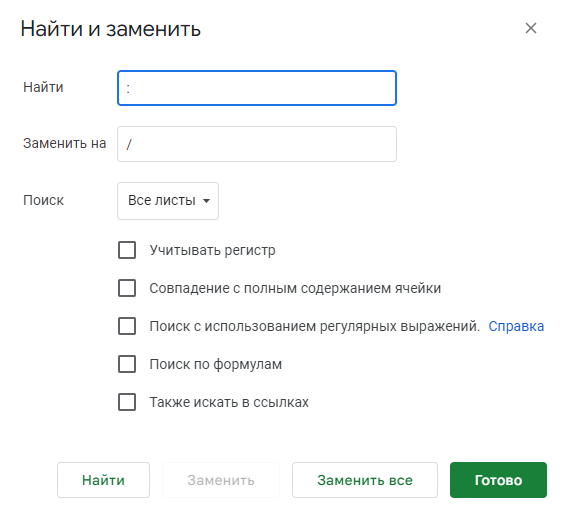 Найти и заменить
Найти
:
Заменить на
/
Поиск
Все листы
Учитывать регистр
Совпадение с полным содержанием ячейки
Поиск с использованием регулярных выражений. Справка
Поиск по формулам
Также искать в ссылках
Найти Заменить Заменить все Готово